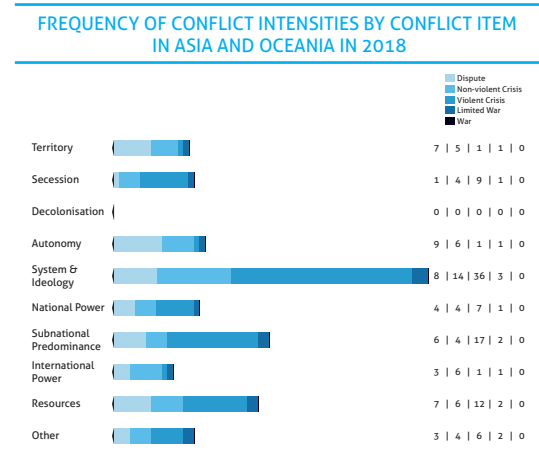 FREQUENCY OF CONFLICT INTENSITIES BY CONFLICT ITEM
IN ASIA AND OCEANIA IN 2018
Dispute
Non-violent Crisis
Violent Crisis
Limited War
War
Territory 7 | 5 | 1 | 1 | 0
Secession 1 | 4 | 9 | 1 | 0
Decolonisation 0 | 0 | 0 | 0 | 0
Autonomy 9 | 6 | 1 | 1 | 0
System &
Ideology 8 | 14 | 36 | 3 | 0
National Power 4 | 4 | 7 | 1 | 0
Subnational
Predominance 6 | 4 | 17 | 2 | 0
International
Power 3 | 6 | 1 | 1 | 0
Resources 7 | 6 | 12 | 2 | 0
Other 3 | 4 | 6 | 2 | 0